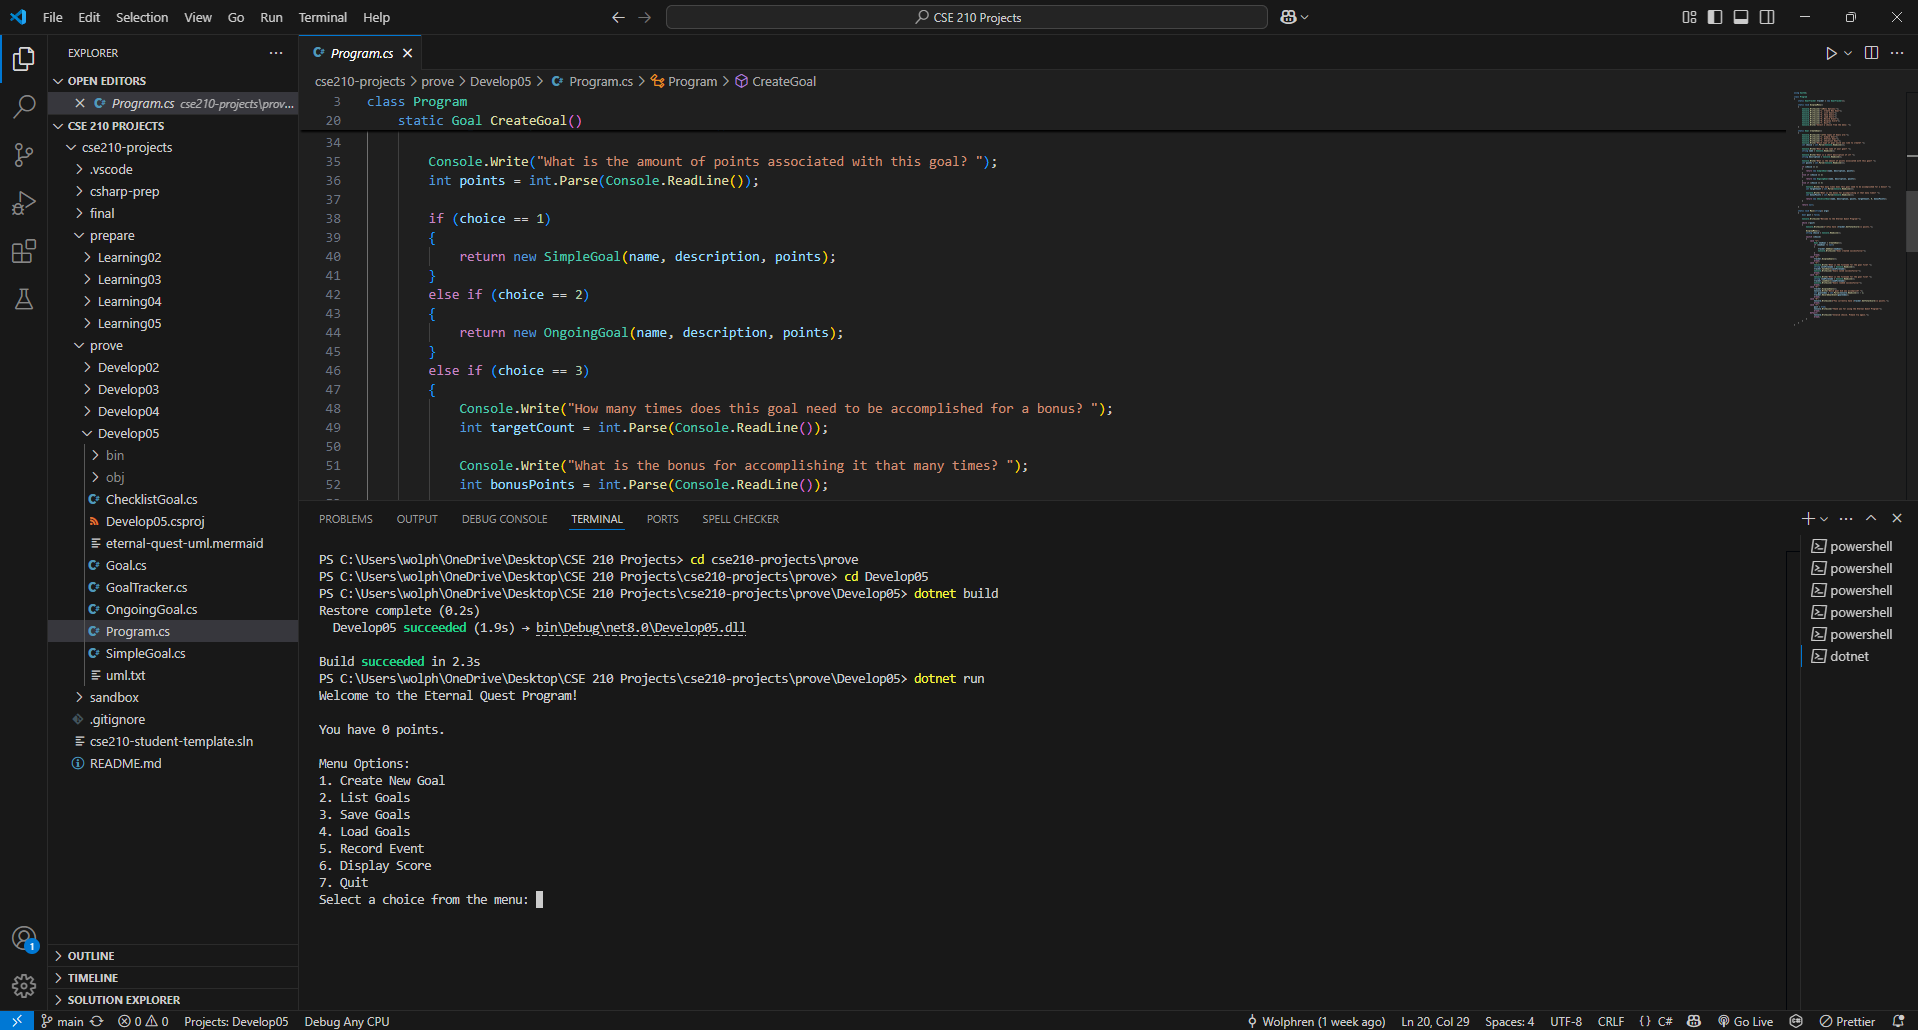 File Edit Selection View Go Run Terminal Help
CSE 210 Projects
EXPLORER
OPEN EDITORS
Program.cs cse210-projects\prov...
CSE 210 PROJECTS
cse210-projects
.vscode
csharp-prep
final
prepare
Learning02
Learning03
Learning04
Learning05
prove
Develop02
Develop03
Develop04
Develop05
bin
obj
ChecklistGoal.cs
Develop05.csproj
eternal-quest-uml.mermaid
Goal.cs
GoalTracker.cs
OngoingGoal.cs
Program.cs
SimpleGoal.cs
uml.txt
sandbox
.gitignore
cse210-student-template.sln
README.md
OUTLINE
TIMELINE
SOLUTION EXPLORER
Program.cs
cse210-projects > prove > Develop05 > Program.cs > Program > CreateGoal
3 class Program
20 static Goal CreateGoal()
34
35 Console.Write("What is the amount of points associated with this goal? ");
36 int points = int.Parse(Console.ReadLine());
37
38 if (choice == 1)
39 {
40 return new SimpleGoal(name, description, points);
41 }
42 else if (choice == 2)
43 {
44 return new OngoingGoal(name, description, points);
45 }
46 else if (choice == 3)
47 {
48 Console.Write("How many times does this goal need to be accomplished for a bonus? ");
49 int targetCount = int.Parse(Console.ReadLine());
50
51 Console.Write("What is the bonus for accomplishing it that many times? ");
52 int bonusPoints = int.Parse(Console.ReadLine());
PROBLEMS OUTPUT DEBUG CONSOLE TERMINAL PORTS SPELL CHECKER
PS C:\Users\wolph\OneDrive\Desktop\CSE 210 Projects> cd cse210-projects\prove
PS C:\Users\wolph\OneDrive\Desktop\CSE 210 Projects\cse210-projects\prove> cd Develop05
PS C:\Users\wolph\OneDrive\Desktop\CSE 210 Projects\cse210-projects\prove\Develop05> dotnet build
Restore complete (0.2s)
Develop05 succeeded (1.9s) → bin\Debug\net8.0\Develop05.dll
Build succeeded in 2.3s
PS C:\Users\wolph\OneDrive\Desktop\CSE 210 Projects\cse210-projects\prove\Develop05> dotnet run
Welcome to the Eternal Quest Program!
You have 0 points.
Menu Options:
1. Create New Goal
2. List Goals
3. Save Goals
4. Load Goals
5. Record Event
6. Display Score
7. Quit
Select a choice from the menu:
powershell
powershell
powershell
powershell
powershell
dotnet
1
main 0 0 Projects: Develop05 Debug Any CPU
Wolphren (1 week ago) Ln 20, Col 29 Spaces: 4 UTF-8 CRLF {} C# Go Live Prettier